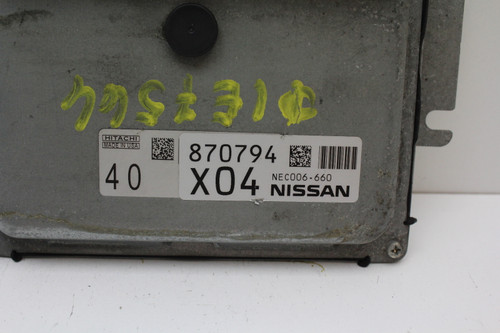 HITACHI
MADE IN USA
40
870794
X04
NEC006-660
NISSAN